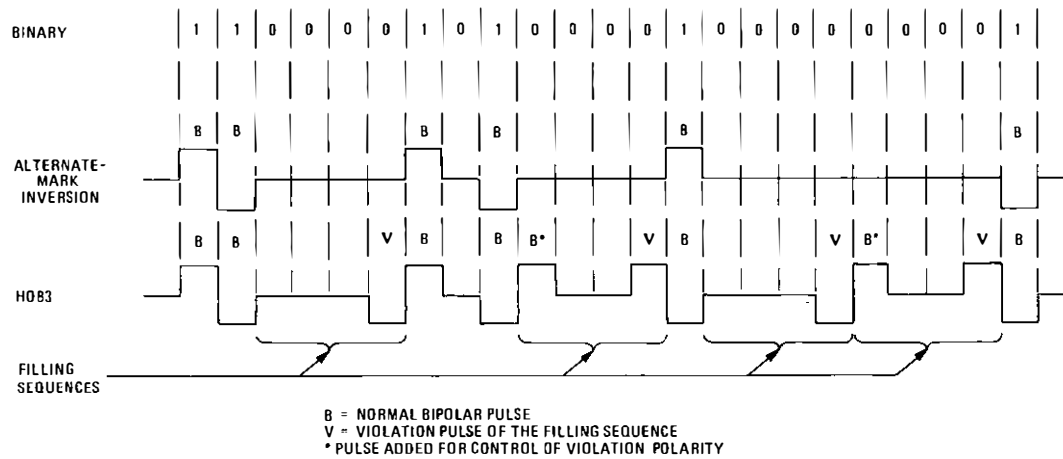 BINARY 1 1 0 0 0 0 1 0 1 0 0 0 0 1 0 0 0 0 0 0 0 0 1
B B B B B B
ALTERNATE-
MARK
INVERSION
B B V B B B* V B V B* V B
HDB3
FILLING
SEQUENCES
B = NORMAL BIPOLAR PULSE
V = VIOLATION PULSE OF THE FILLING SEQUENCE
* PULSE ADDED FOR CONTROL OF VIOLATION POLARITY